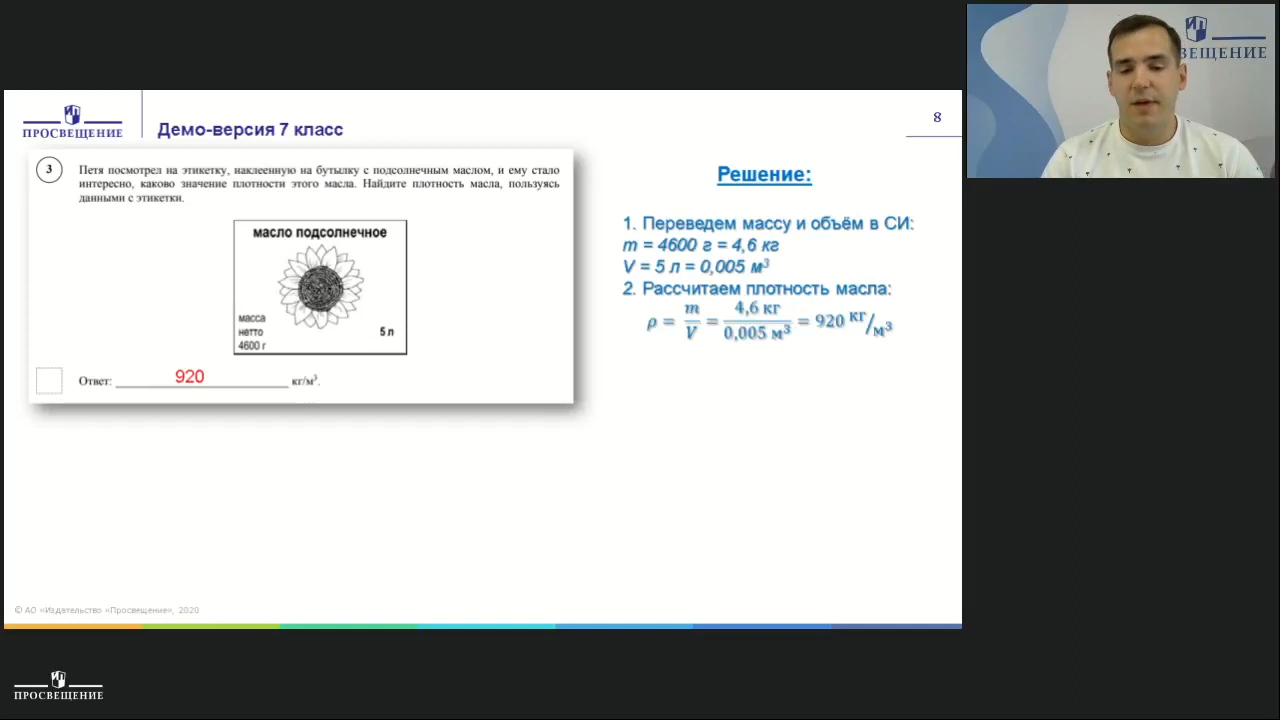 ПРОСВЕЩЕНИЕ
Демо-версия 7 класс
8
3
Петя посмотрел на этикетку, наклеенную на бутылку с подсолнечным маслом, и ему стало
интересно, каково значение плотности этого масла. Найдите плотность масла, пользуясь
данными с этикетки.
масло подсолнечное
масса
нетто
4600 г
5 л
Ответ: 920 кг/м³.
Решение:
1. Переведем массу и объём в СИ:
m = 4600 г = 4,6 кг
V = 5 л = 0,005 м³
2. Рассчитаем плотность масла:
ρ = m/V = 4,6 кг/0,005 м³ = 920 кг/м³
© АО «Издательство «Просвещение», 2020
ПРОСВЕЩЕНИЕ
ВЕЩЕНИЕ